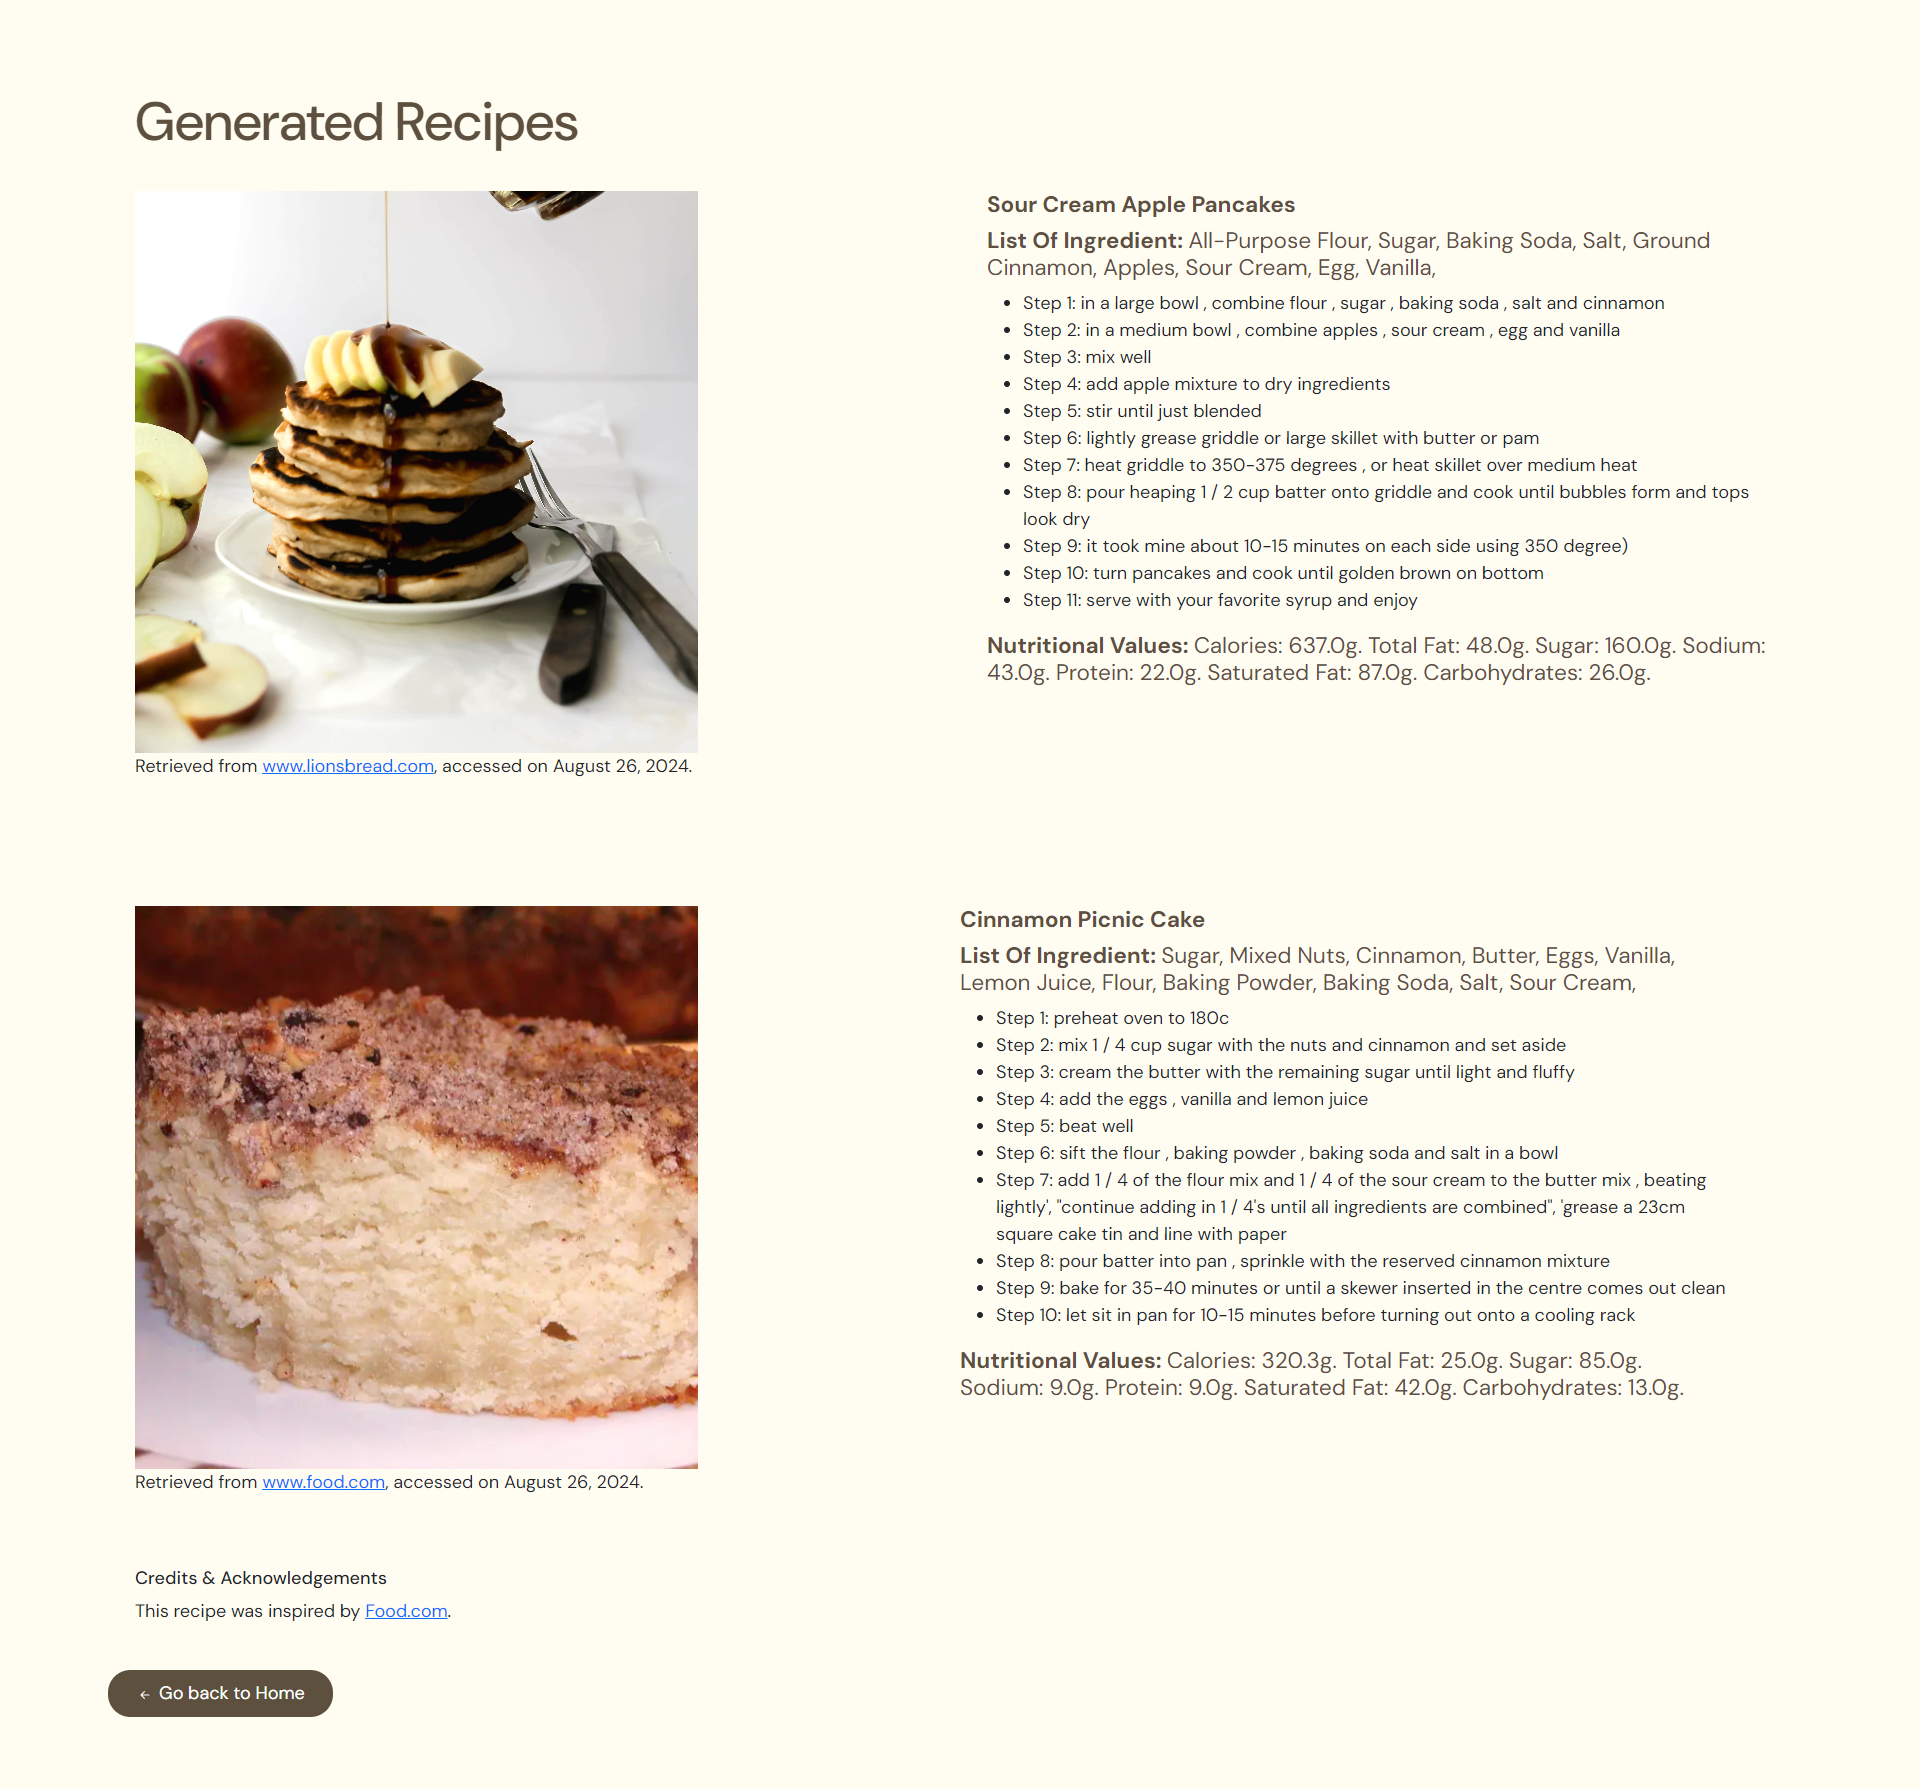 Generated Recipes
Sour Cream Apple Pancakes
List Of Ingredient: All-Purpose Flour, Sugar, Baking Soda, Salt, Ground
Cinnamon, Apples, Sour Cream, Egg, Vanilla,
• Step 1: in a large bowl , combine flour , sugar , baking soda , salt and cinnamon
• Step 2: in a medium bowl , combine apples , sour cream , egg and vanilla
• Step 3: mix well
• Step 4: add apple mixture to dry ingredients
• Step 5: stir until just blended
• Step 6: lightly grease griddle or large skillet with butter or pam
• Step 7: heat griddle to 350-375 degrees , or heat skillet over medium heat
• Step 8: pour heaping 1 / 2 cup batter onto griddle and cook until bubbles form and tops
look dry
• Step 9: it took mine about 10-15 minutes on each side using 350 degree)
• Step 10: turn pancakes and cook until golden brown on bottom
• Step 11: serve with your favorite syrup and enjoy
Nutritional Values: Calories: 637.0g. Total Fat: 48.0g. Sugar: 160.0g. Sodium:
43.0g. Protein: 22.0g. Saturated Fat: 87.0g. Carbohydrates: 26.0g.
Retrieved from www.lionsbread.com, accessed on August 26, 2024.
Cinnamon Picnic Cake
List Of Ingredient: Sugar, Mixed Nuts, Cinnamon, Butter, Eggs, Vanilla,
Lemon Juice, Flour, Baking Powder, Baking Soda, Salt, Sour Cream,
• Step 1: preheat oven to 180c
• Step 2: mix 1 / 4 cup sugar with the nuts and cinnamon and set aside
• Step 3: cream the butter with the remaining sugar until light and fluffy
• Step 4: add the eggs , vanilla and lemon juice
• Step 5: beat well
• Step 6: sift the flour , baking powder , baking soda and salt in a bowl
• Step 7: add 1 / 4 of the flour mix and 1 / 4 of the sour cream to the butter mix , beating
lightly', "continue adding in 1 / 4's until all ingredients are combined", 'grease a 23cm
square cake tin and line with paper
• Step 8: pour batter into pan , sprinkle with the reserved cinnamon mixture
• Step 9: bake for 35-40 minutes or until a skewer inserted in the centre comes out clean
• Step 10: let sit in pan for 10-15 minutes before turning out onto a cooling rack
Nutritional Values: Calories: 320.3g. Total Fat: 25.0g. Sugar: 85.0g.
Sodium: 9.0g. Protein: 9.0g. Saturated Fat: 42.0g. Carbohydrates: 13.0g.
Retrieved from www.food.com, accessed on August 26, 2024.
Credits & Acknowledgements
This recipe was inspired by Food.com.
← Go back to Home